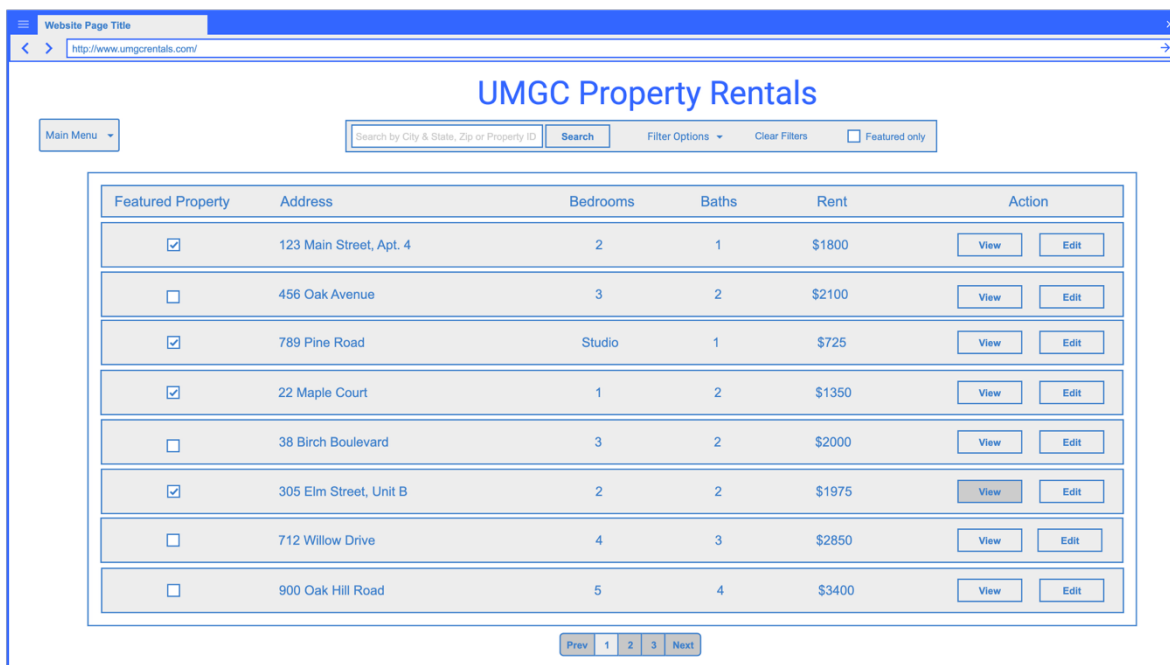 Website Page Title
http://www.umgcrentals.com/
UMGC Property Rentals
Main Menu
Search by City & State, Zip or Property ID Search Filter Options Clear Filters Featured only
Featured Property Address Bedrooms Baths Rent Action
123 Main Street, Apt. 4 2 1 $1800 View Edit
456 Oak Avenue 3 2 $2100 View Edit
789 Pine Road Studio 1 $725 View Edit
22 Maple Court 1 2 $1350 View Edit
38 Birch Boulevard 3 2 $2000 View Edit
305 Elm Street, Unit B 2 2 $1975 View Edit
712 Willow Drive 4 3 $2850 View Edit
900 Oak Hill Road 5 4 $3400 View Edit
Prev 1 2 3 Next